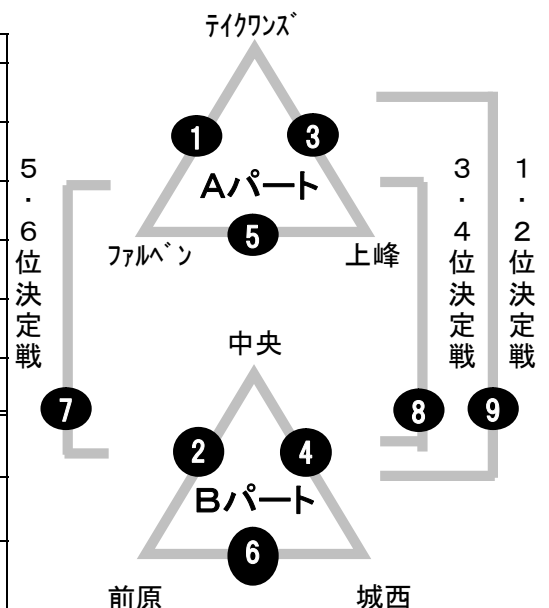 ﾃｲｸﾜﾝｽﾞ
1
3
Aパート
5
ﾌｧﾙﾍﾞﾝ
上峰
5・6位決定戦
3・4位決定戦
1・2位決定戦
中央
7
8
9
2
4
Bパート
6
前原
城西